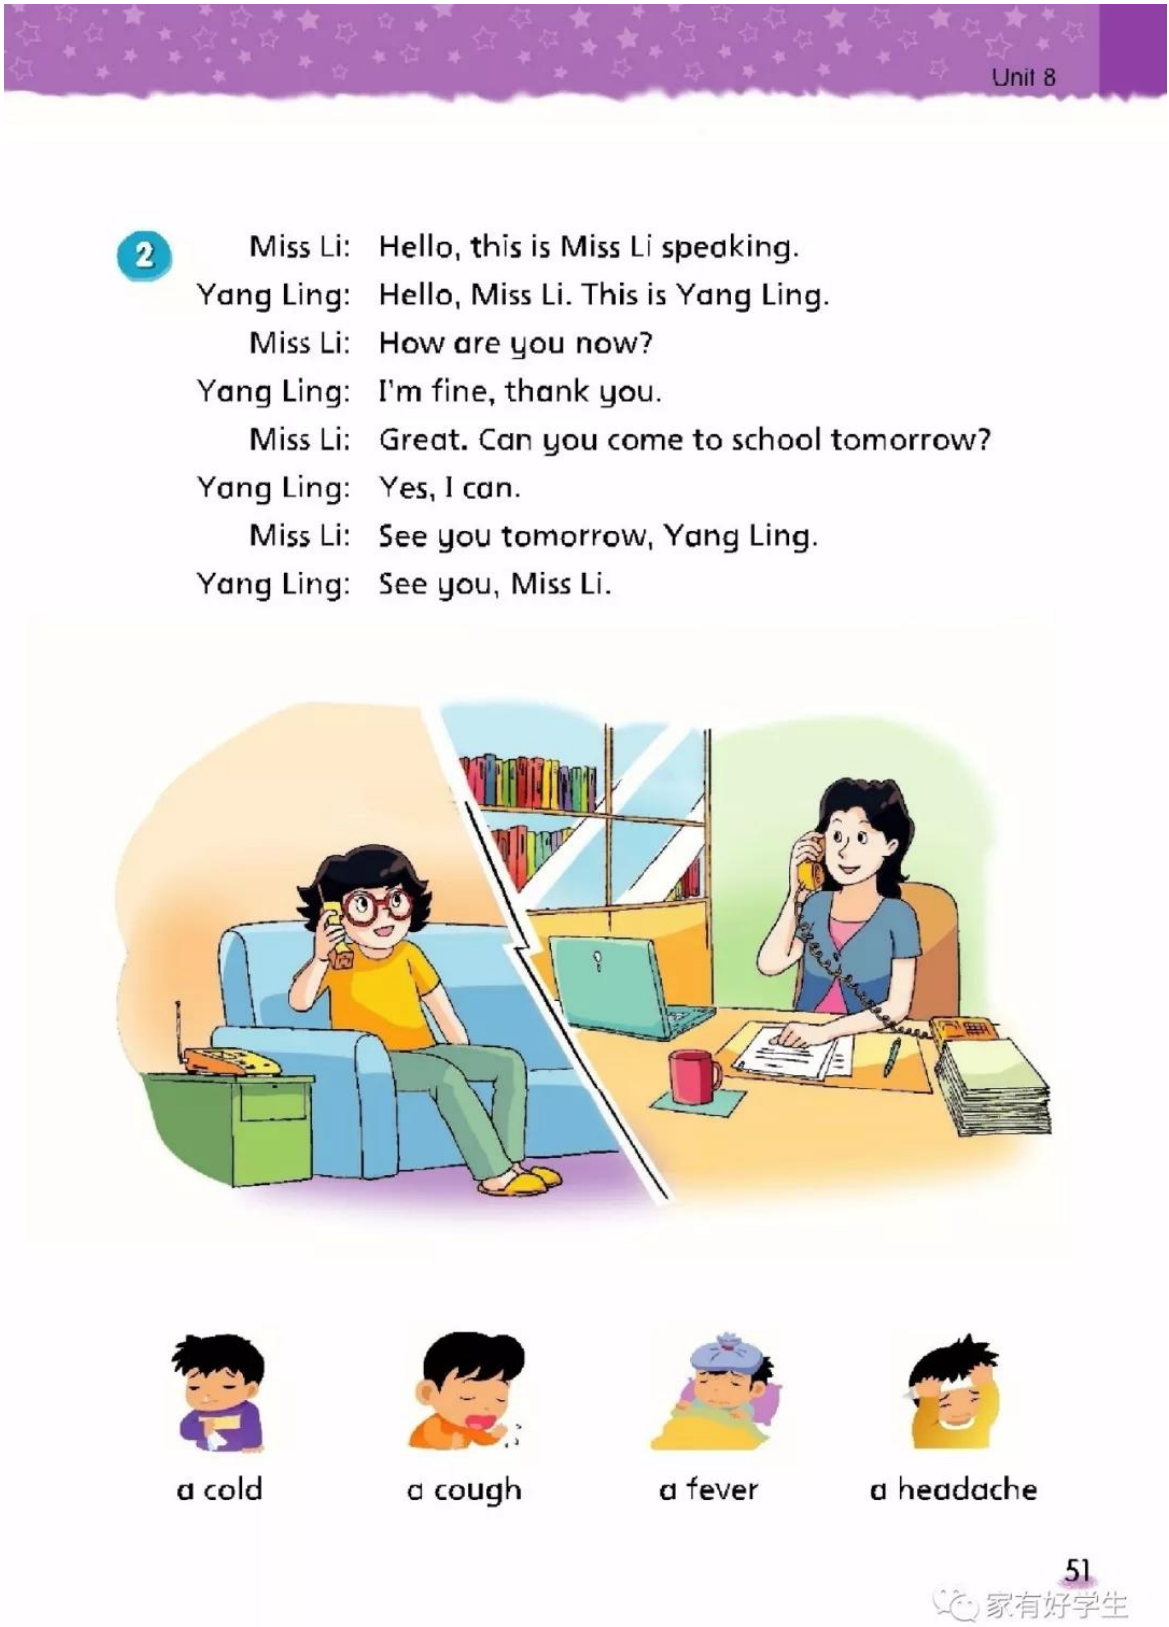 Unit 8
2
Miss Li: Hello, this is Miss Li speaking.
Yang Ling: Hello, Miss Li. This is Yang Ling.
Miss Li: How are you now?
Yang Ling: I'm fine, thank you.
Miss Li: Great. Can you come to school tomorrow?
Yang Ling: Yes, I can.
Miss Li: See you tomorrow, Yang Ling.
Yang Ling: See you, Miss Li.
a cold a cough a fever a headache
51
家有好学生